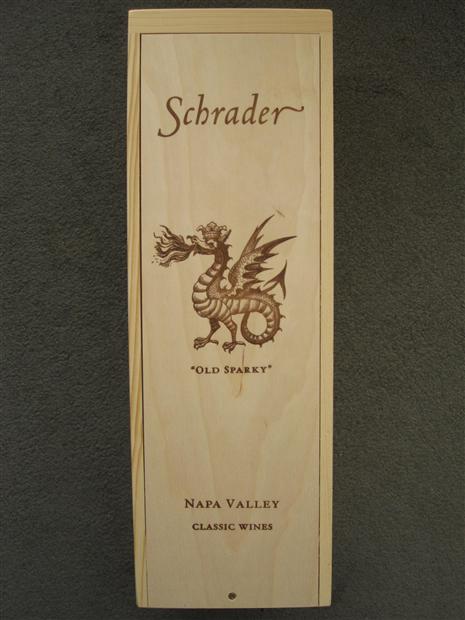 Schrader
"OLD SPARKY"
NAPA VALLEY
CLASSIC WINES